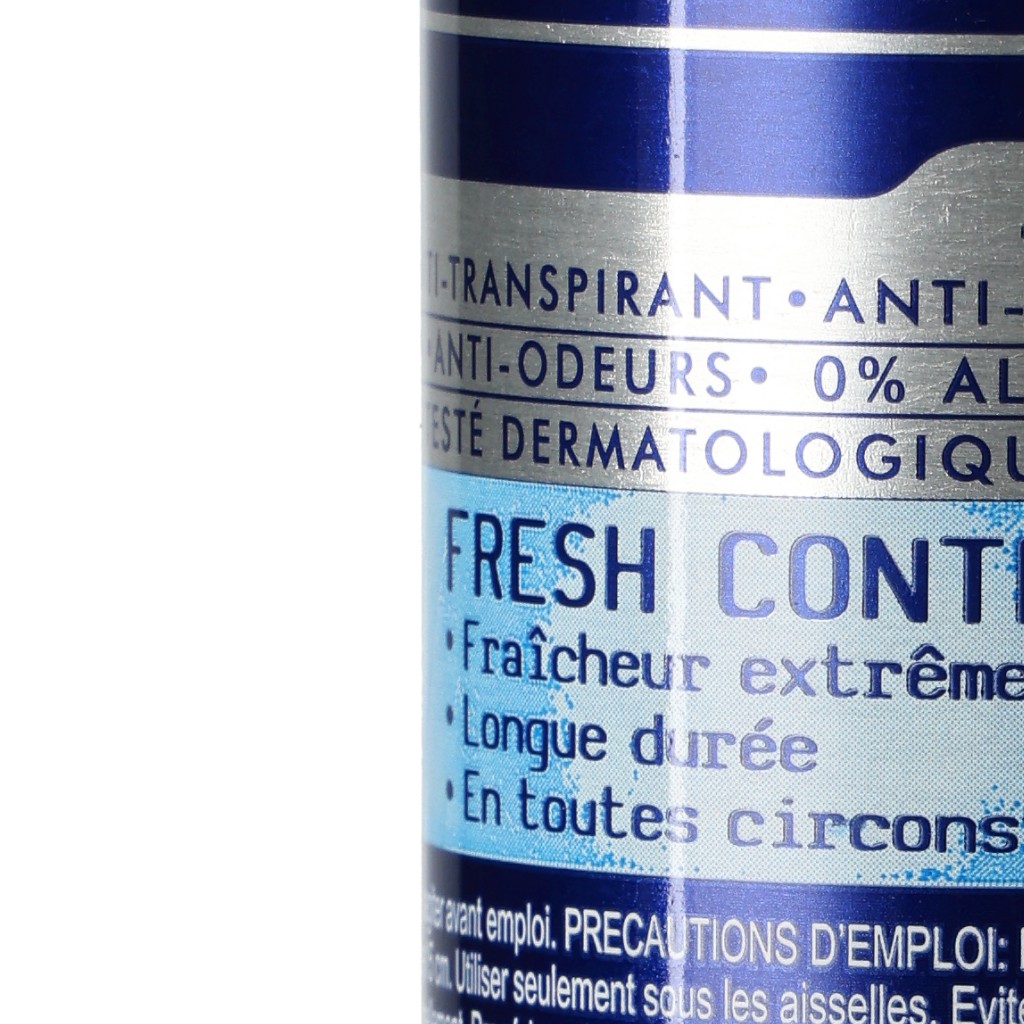 TI-TRANSPIRANT • ANTI-
• ANTI-ODEURS • 0% AL
TESTÉ DERMATOLOGIQU
FRESH CONT
• Fraîcheur extrême
• Longue durée
• En toutes circons
avant emploi. PRECAUTIONS D'EMPLOI:
cm. Utiliser seulement sous les aisselles. Evite